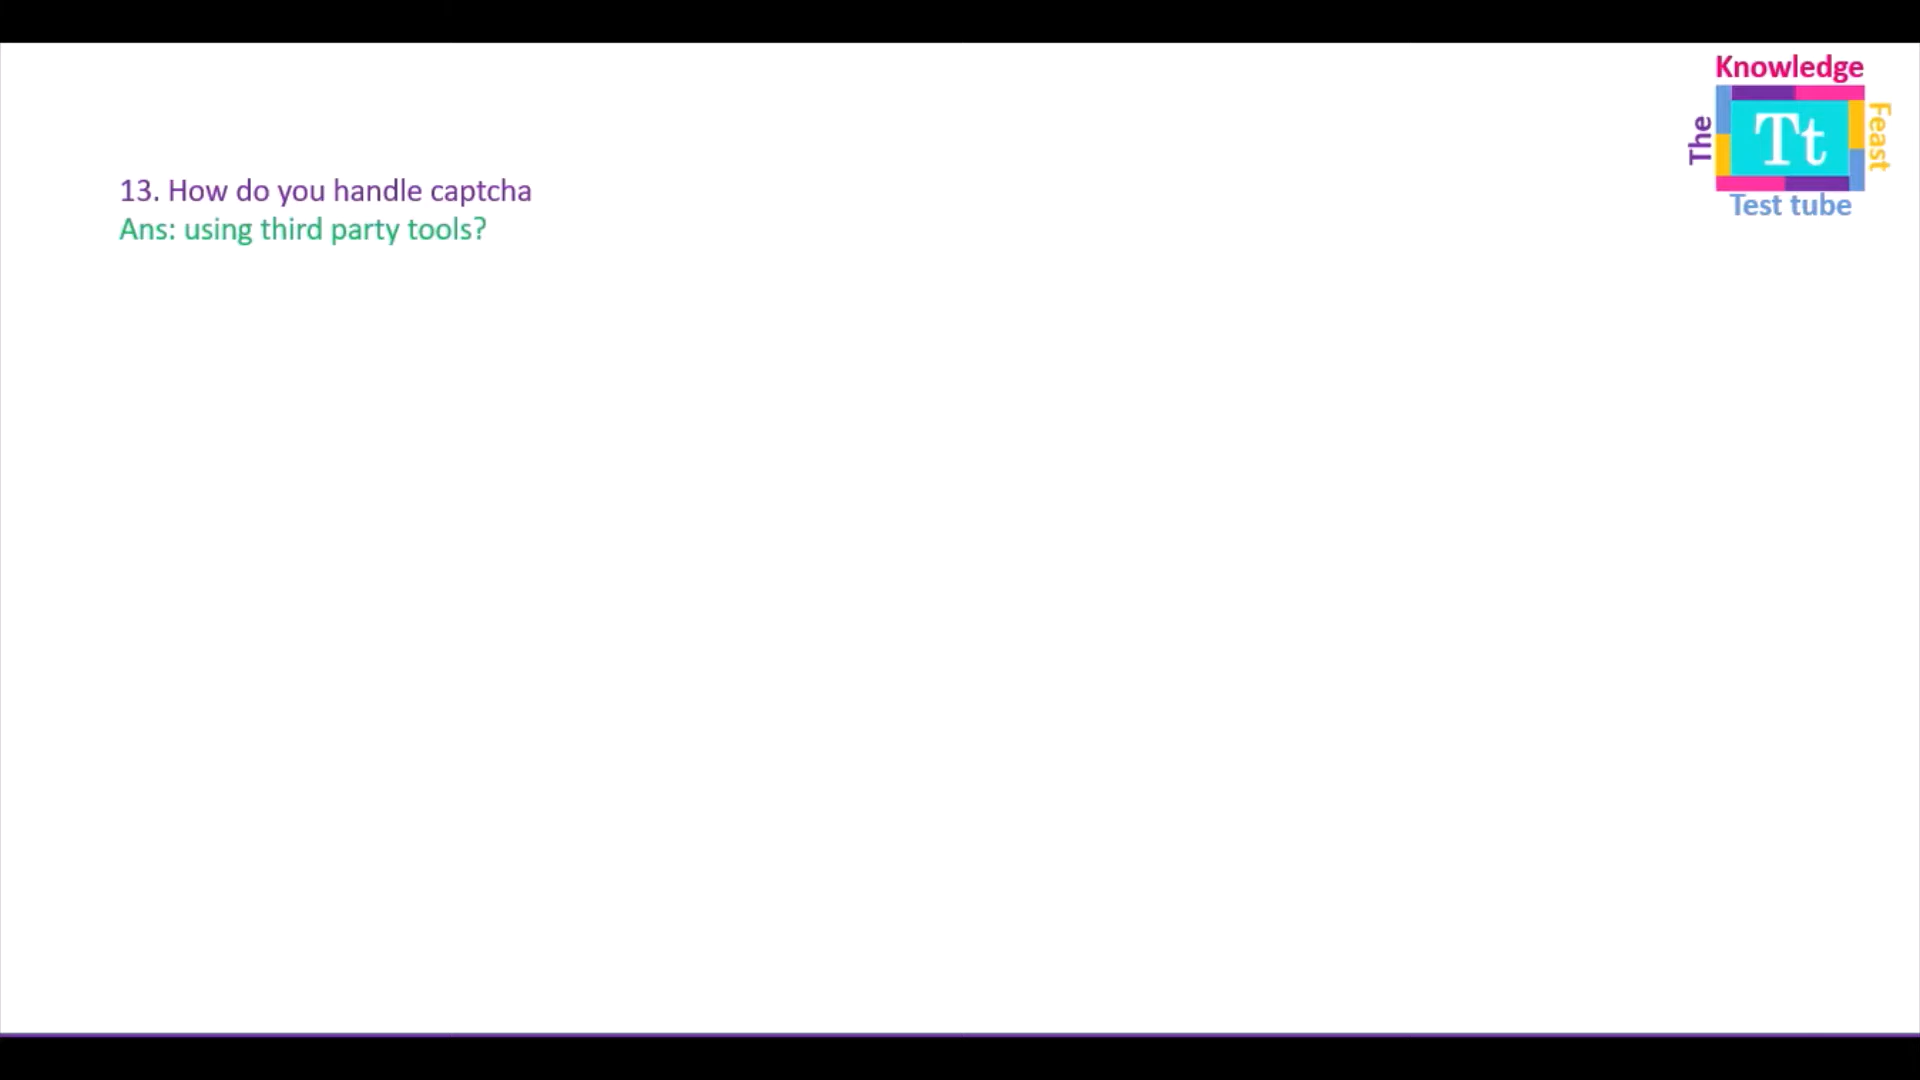 Knowledge
The
Tt
Feast
Test tube
13. How do you handle captcha
Ans: using third party tools?